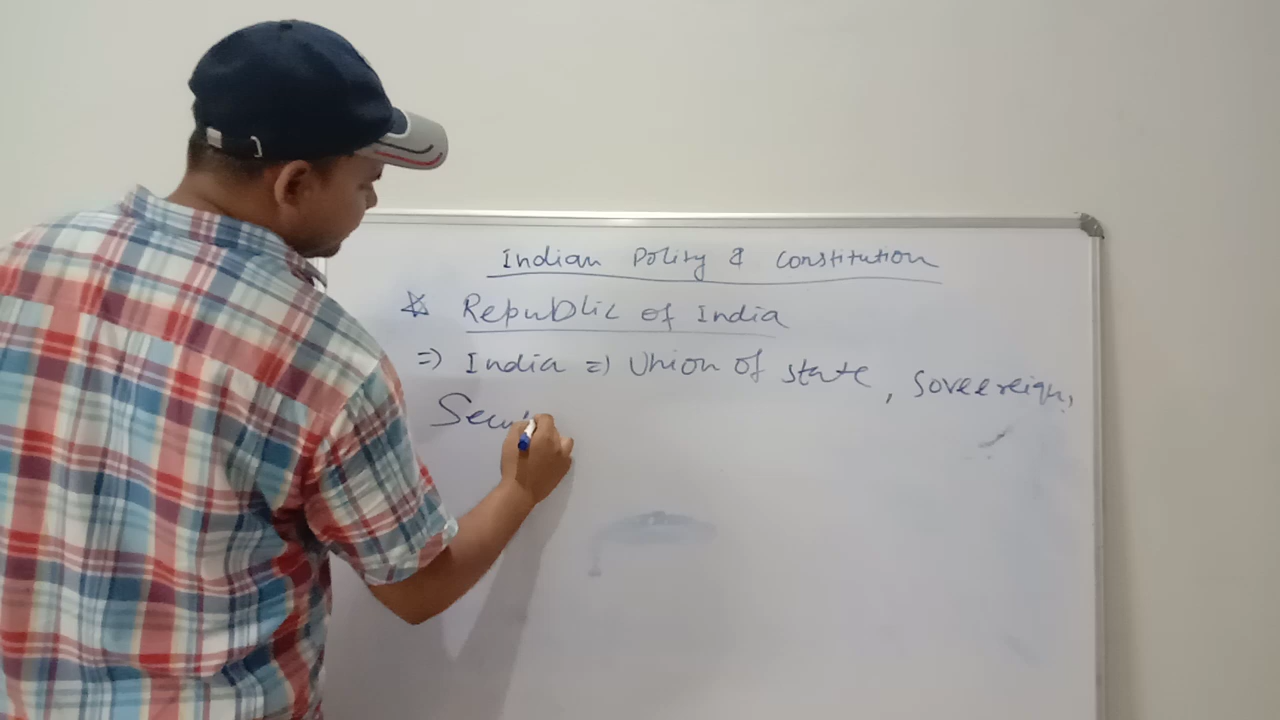 Indian Polity & Constitution
☆ Republic of India
=> India => Union of state, Sovereign,
Secu